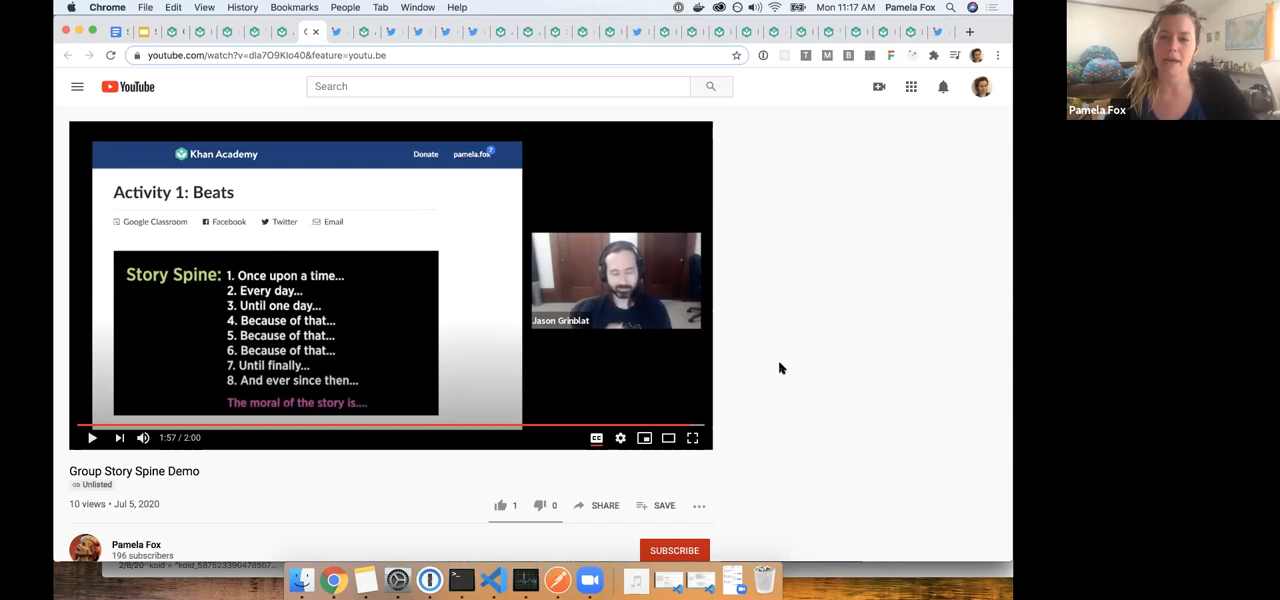 Chrome File Edit View History Bookmarks People Tab Window Help Mon 11:17 AM Pamela Fox
youtube.com/watch?v=dla7O9KIo40&feature=youtu.be
YouTube
Search
Khan Academy Donate pamela.fox 7
Activity 1: Beats
Google Classroom Facebook Twitter Email
Story Spine: 1. Once upon a time...
2. Every day...
3. Until one day...
4. Because of that...
5. Because of that...
6. Because of that...
7. Until finally...
8. And ever since then...
The moral of the story is....
Jason Grinblat
1:57 / 2:00
CC
Group Story Spine Demo
Unlisted
10 views • Jul 5, 2020
1 0 SHARE SAVE
Pamela Fox
196 subscribers
SUBSCRIBE
Pamela Fox